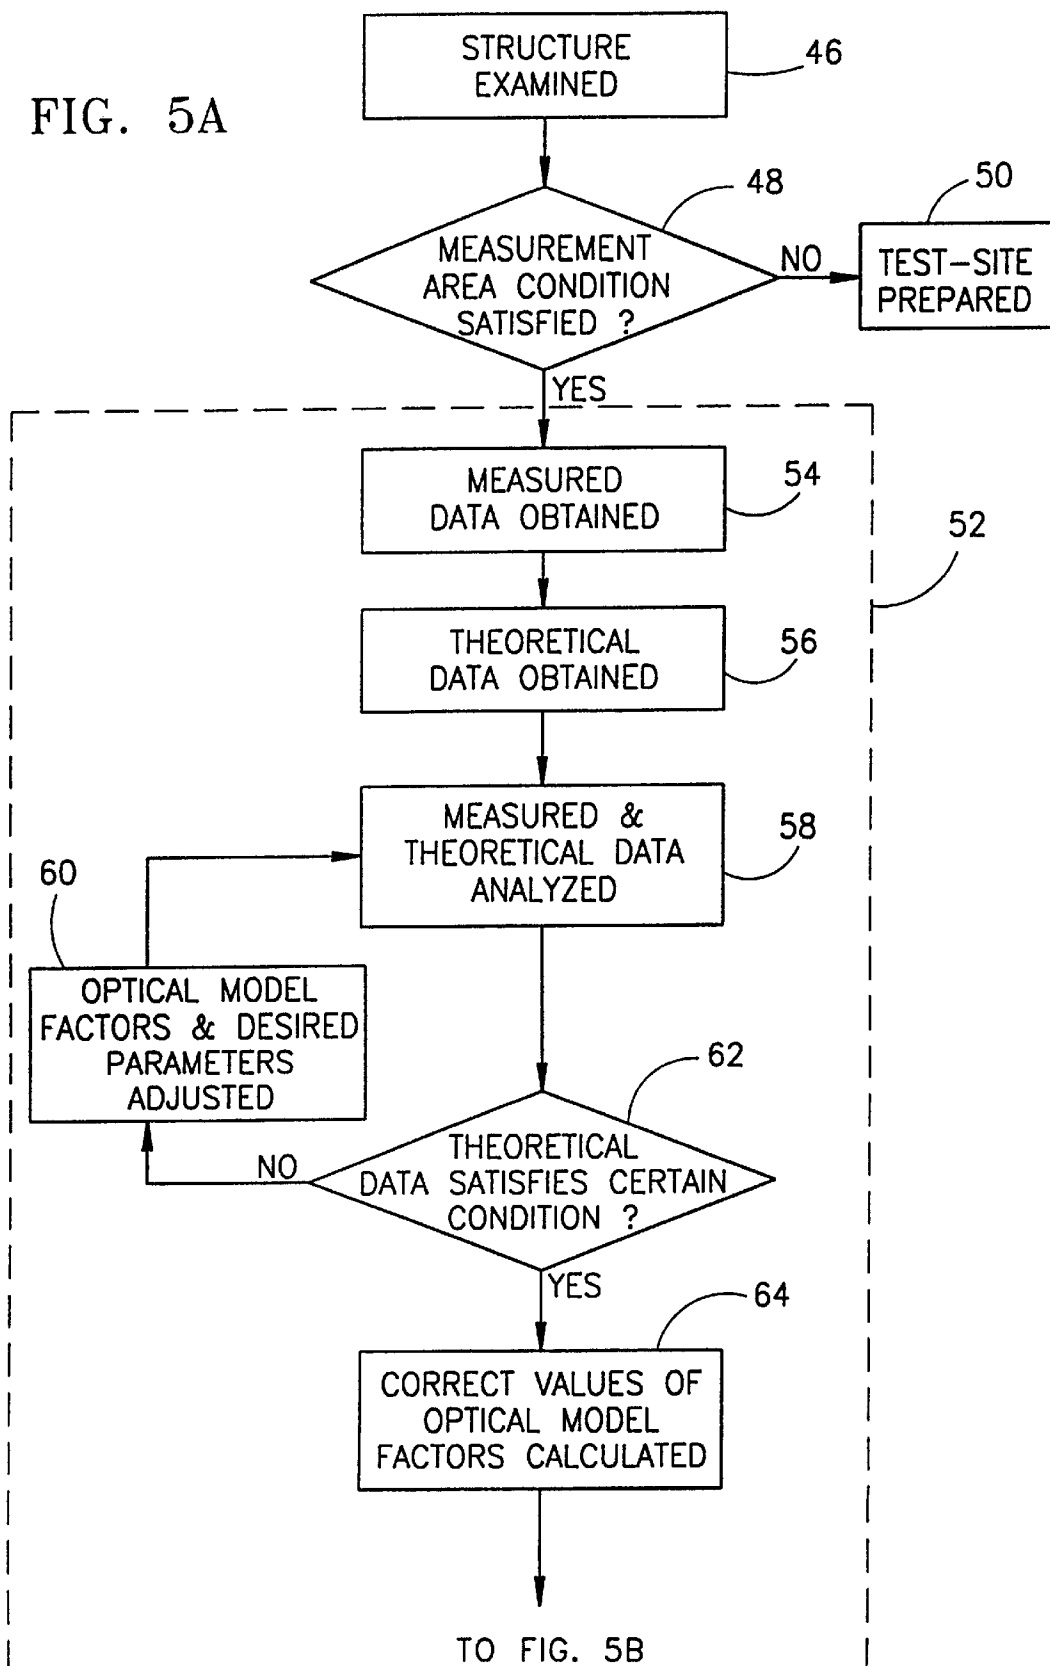 STRUCTURE
EXAMINED
46
FIG. 5A
48
MEASUREMENT
AREA CONDITION
SATISFIED ?
NO
50
TEST-SITE
PREPARED
YES
MEASURED
DATA OBTAINED
54
52
THEORETICAL
DATA OBTAINED
56
MEASURED &
THEORETICAL DATA
ANALYZED
58
60
OPTICAL MODEL
FACTORS & DESIRED
PARAMETERS
ADJUSTED
62
THEORETICAL
DATA SATISFIES CERTAIN
CONDITION ?
NO
YES
64
CORRECT VALUES OF
OPTICAL MODEL
FACTORS CALCULATED
TO FIG. 5B